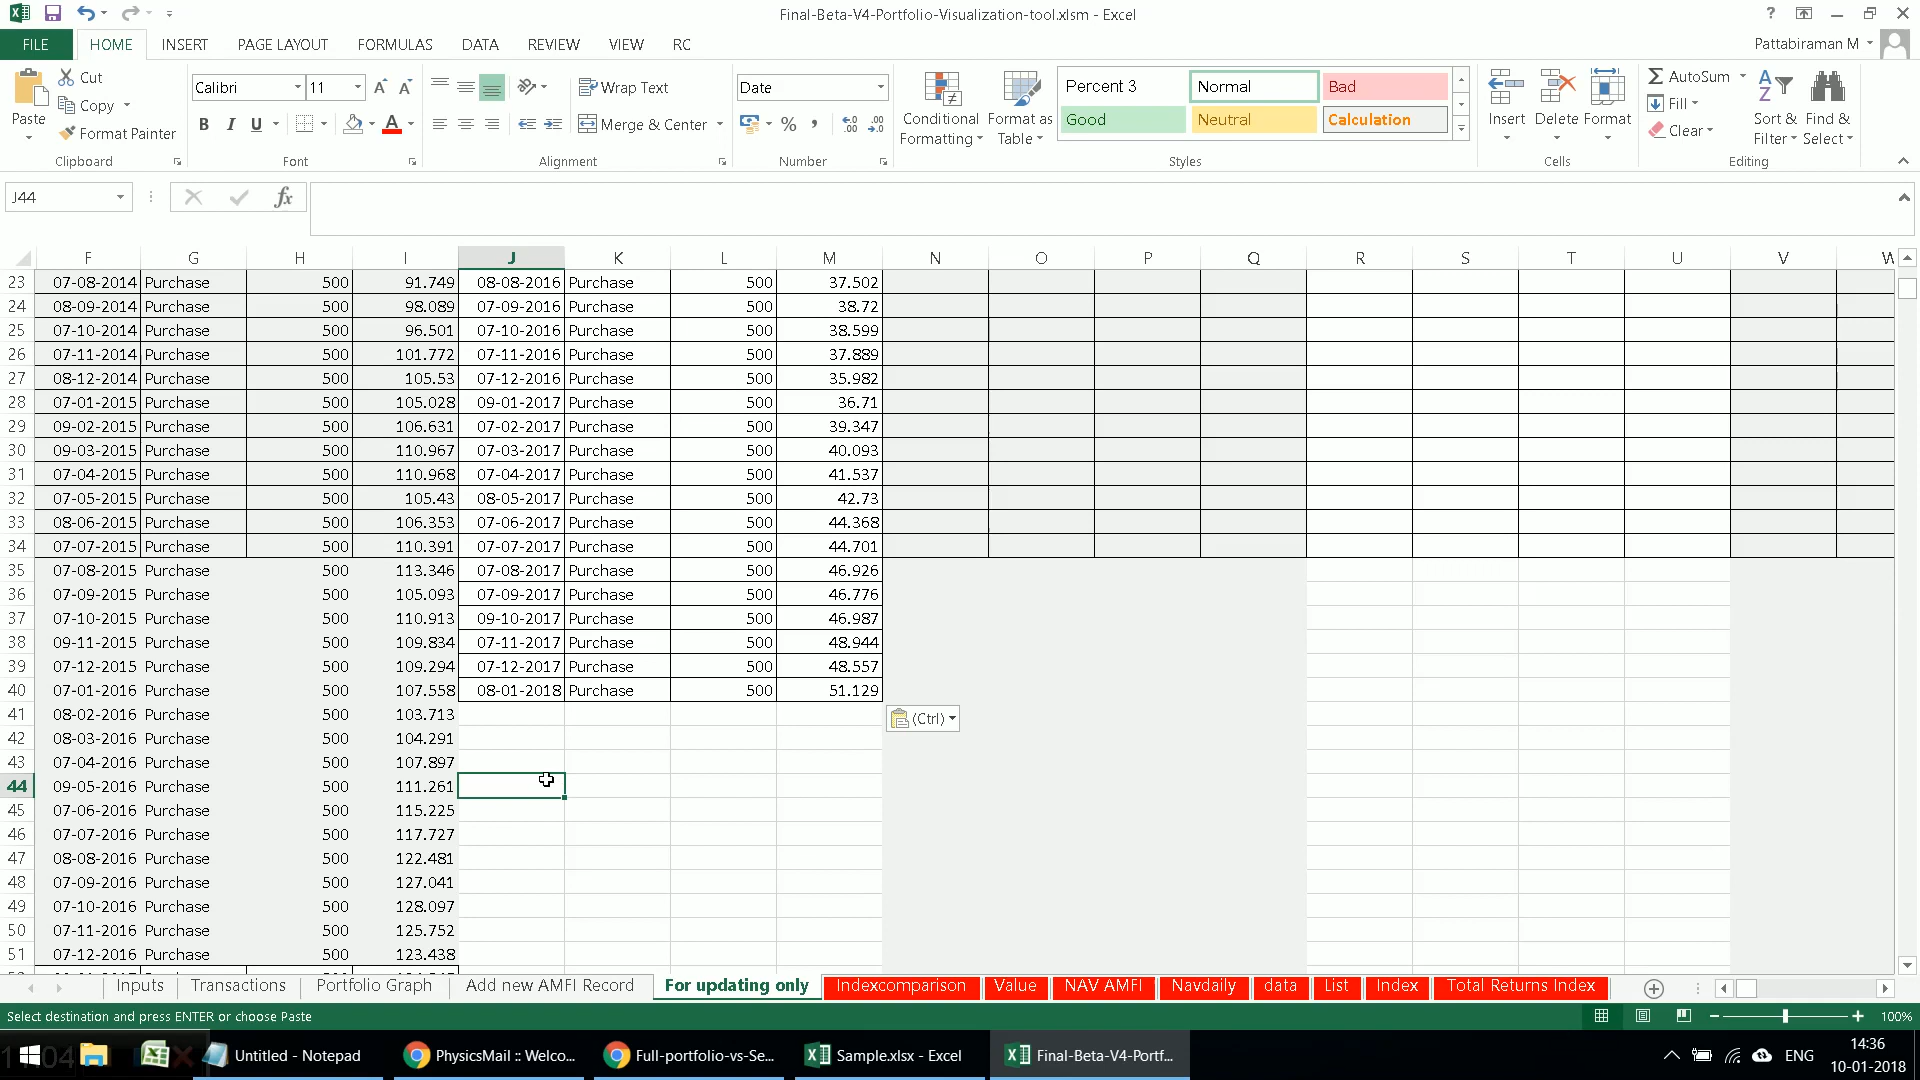 Final-Beta-V4-Portfolio-Visualization-tool.xlsm - Excel
FILE HOME INSERT PAGE LAYOUT FORMULAS DATA REVIEW VIEW RC Pattabiraman M
Paste Cut Copy Format Painter Clipboard
Calibri 11 B I U A Font
Wrap Text Merge & Center Alignment
Date % Number
Conditional Formatting Format as Table
Percent 3 Normal Bad
Good Neutral Calculation
Styles
Insert Delete Format Cells
AutoSum Fill Clear Sort & Filter Find & Select Editing
J44 fx
F G H I J K L M N O P Q R S T U V W
23 07-08-2014 Purchase 500 91.749 08-08-2016 Purchase 500 37.502
24 08-09-2014 Purchase 500 98.089 07-09-2016 Purchase 500 38.72
25 07-10-2014 Purchase 500 96.501 07-10-2016 Purchase 500 38.599
26 07-11-2014 Purchase 500 101.772 07-11-2016 Purchase 500 37.889
27 08-12-2014 Purchase 500 105.53 07-12-2016 Purchase 500 35.982
28 07-01-2015 Purchase 500 105.028 09-01-2017 Purchase 500 36.71
29 09-02-2015 Purchase 500 106.631 07-02-2017 Purchase 500 39.347
30 09-03-2015 Purchase 500 110.967 07-03-2017 Purchase 500 40.093
31 07-04-2015 Purchase 500 110.968 07-04-2017 Purchase 500 41.537
32 07-05-2015 Purchase 500 105.43 08-05-2017 Purchase 500 42.73
33 08-06-2015 Purchase 500 106.353 07-06-2017 Purchase 500 44.368
34 07-07-2015 Purchase 500 110.391 07-07-2017 Purchase 500 44.701
35 07-08-2015 Purchase 500 113.346 07-08-2017 Purchase 500 46.926
36 07-09-2015 Purchase 500 105.093 07-09-2017 Purchase 500 46.776
37 07-10-2015 Purchase 500 110.913 09-10-2017 Purchase 500 46.987
38 09-11-2015 Purchase 500 109.834 07-11-2017 Purchase 500 48.944
39 07-12-2015 Purchase 500 109.294 07-12-2017 Purchase 500 48.557
40 07-01-2016 Purchase 500 107.558 08-01-2018 Purchase 500 51.129
41 08-02-2016 Purchase 500 103.713 (Ctrl)
42 08-03-2016 Purchase 500 104.291
43 07-04-2016 Purchase 500 107.897
44 09-05-2016 Purchase 500 111.261
45 07-06-2016 Purchase 500 115.225
46 07-07-2016 Purchase 500 117.727
47 08-08-2016 Purchase 500 122.481
48 07-09-2016 Purchase 500 127.041
49 07-10-2016 Purchase 500 128.097
50 07-11-2016 Purchase 500 125.752
51 07-12-2016 Purchase 500 123.438
Inputs Transactions Portfolio Graph Add new AMFI Record For updating only Indexcomparison Value NAV AMFI Navdaily data List Index Total Returns Index
Select destination and press ENTER or choose Paste 100%
Untitled - Notepad PhysicsMail :: Welco... Full-portfolio-vs-Se... Sample.xlsx - Excel Final-Beta-V4-Portf... ENG 14:36
10-01-2018